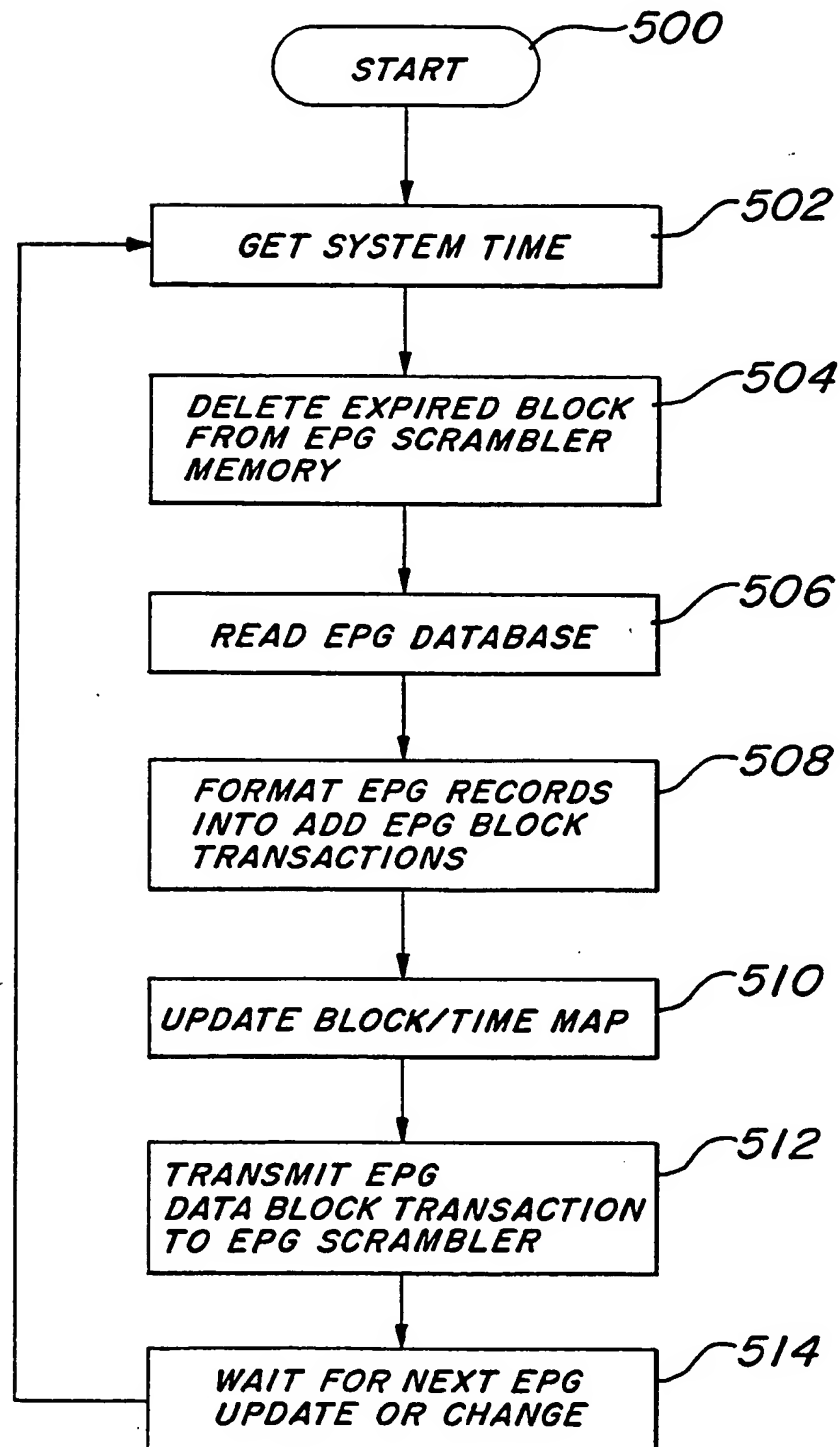 500
START
502
GET SYSTEM TIME
504
DELETE EXPIRED BLOCK
FROM EPG SCRAMBLER
MEMORY
506
READ EPG DATABASE
508
FORMAT EPG RECORDS
INTO ADD EPG BLOCK
TRANSACTIONS
510
UPDATE BLOCK/TIME MAP
512
TRANSMIT EPG
DATA BLOCK TRANSACTION
TO EPG SCRAMBLER
514
WAIT FOR NEXT EPG
UPDATE OR CHANGE